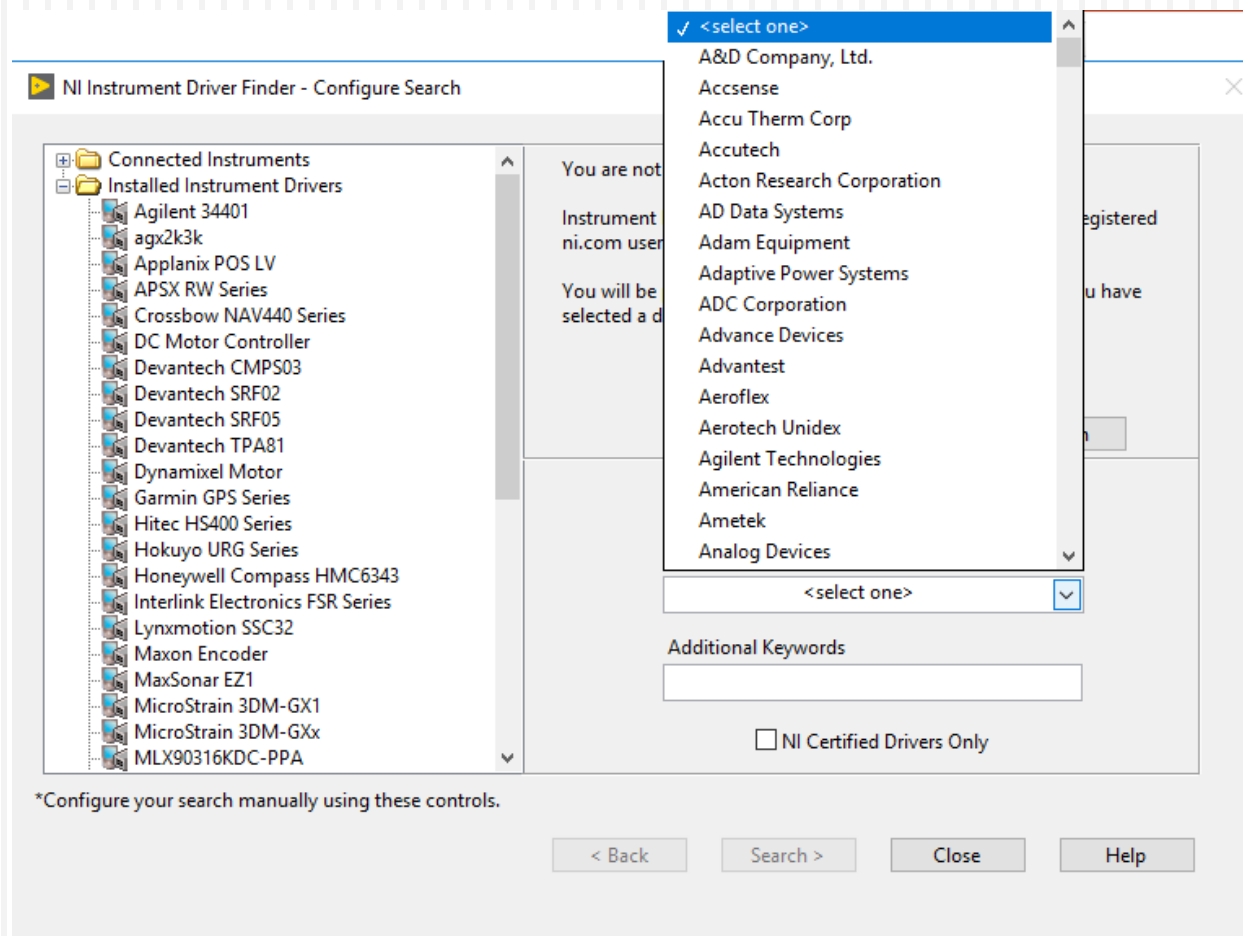 NI Instrument Driver Finder - Configure Search
Connected Instruments
Installed Instrument Drivers
Agilent 34401
agx2k3k
Applanix POS LV
APSX RW Series
Crossbow NAV440 Series
DC Motor Controller
Devantech CMPS03
Devantech SRF02
Devantech SRF05
Devantech TPA81
Dynamixel Motor
Garmin GPS Series
Hitec HS400 Series
Hokuyo URG Series
Honeywell Compass HMC6343
Interlink Electronics FSR Series
Lynxmotion SSC32
Maxon Encoder
MaxSonar EZ1
MicroStrain 3DM-GX1
MicroStrain 3DM-GXx
MLX90316KDC-PPA
You are not
Instrument egistered
ni.com user
You will be u have
selected a d
<select one>
A&D Company, Ltd.
Accsense
Accu Therm Corp
Accutech
Acton Research Corporation
AD Data Systems
Adam Equipment
Adaptive Power Systems
ADC Corporation
Advance Devices
Advantest
Aeroflex
Aerotech Unidex
Agilent Technologies
American Reliance
Ametek
Analog Devices
<select one>
Additional Keywords
NI Certified Drivers Only
*Configure your search manually using these controls.
< Back Search > Close Help